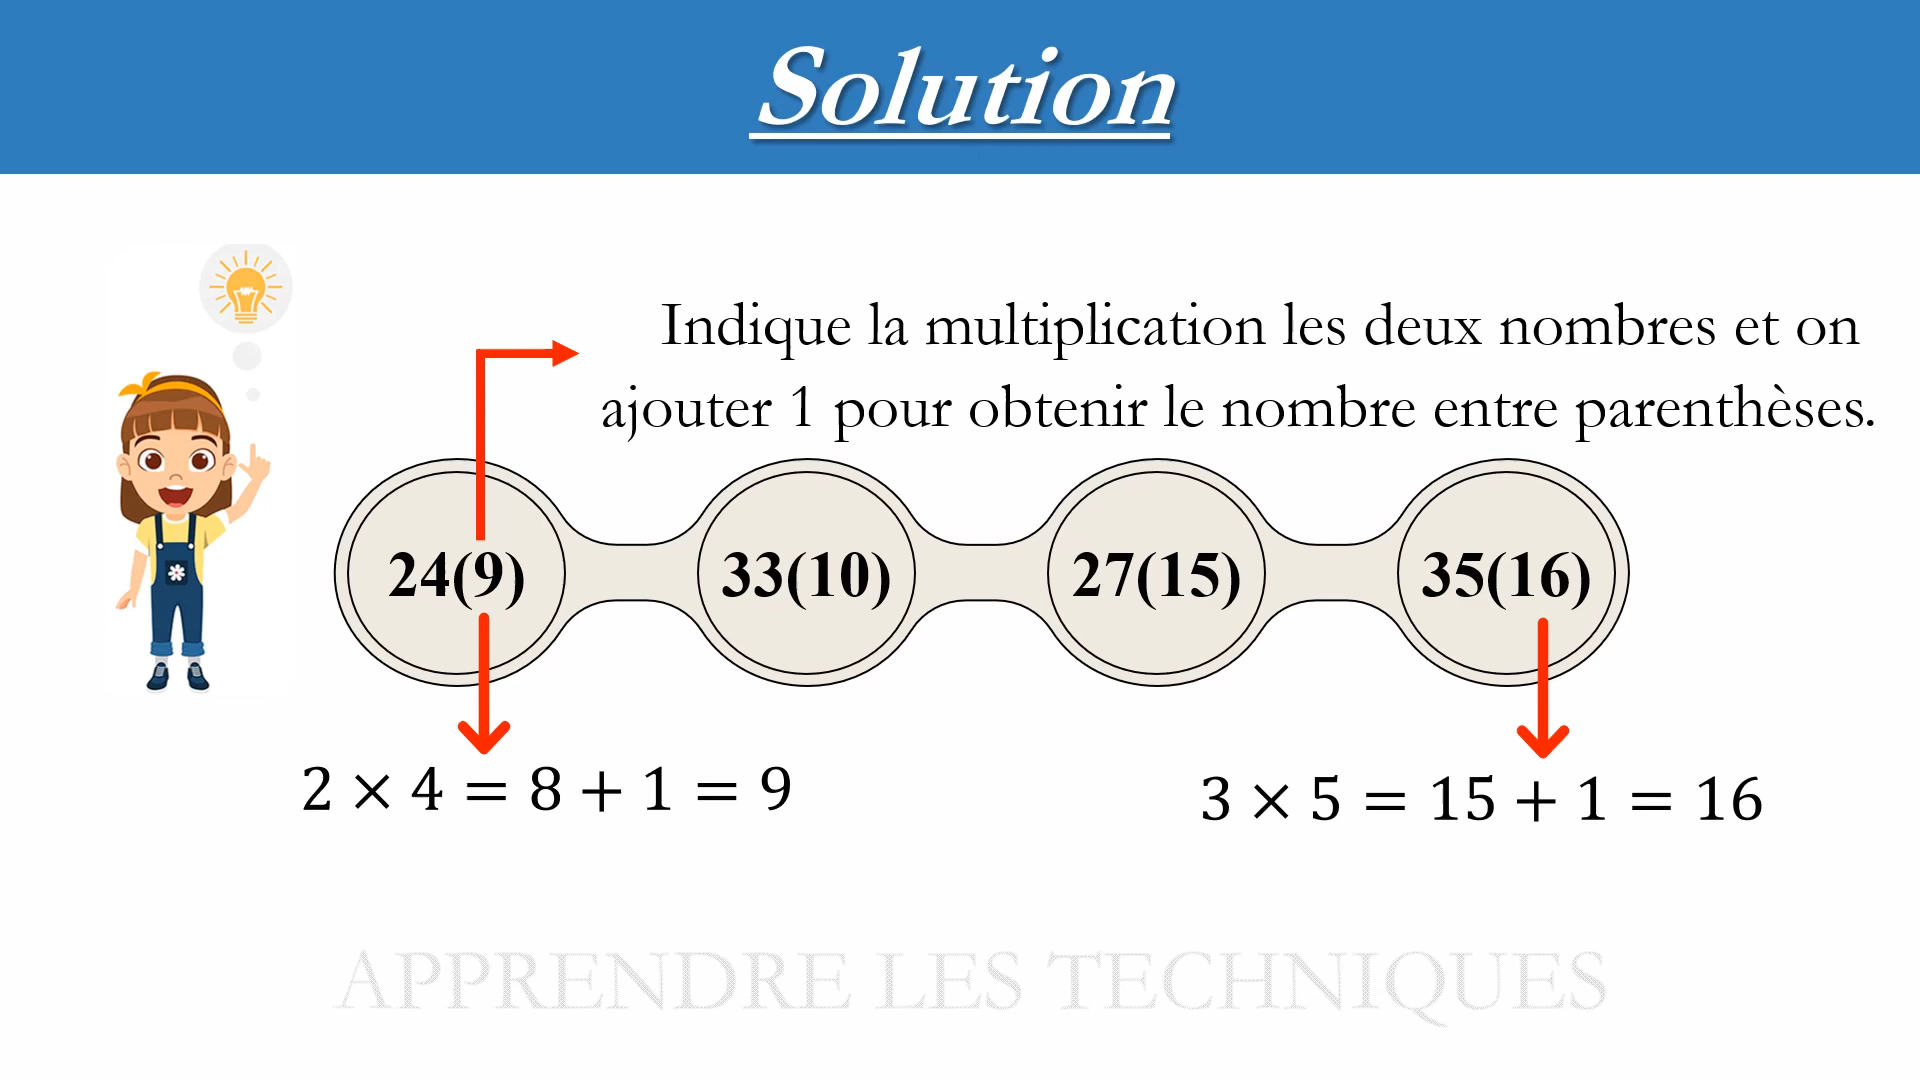 Solution
Indique la multiplication les deux nombres et on
ajouter 1 pour obtenir le nombre entre parenthèses.
24(9) 33(10) 27(15) 35(16)
2 × 4 = 8 + 1 = 9
3 × 5 = 15 + 1 = 16
APPRENDRE LES TECHNIQUES